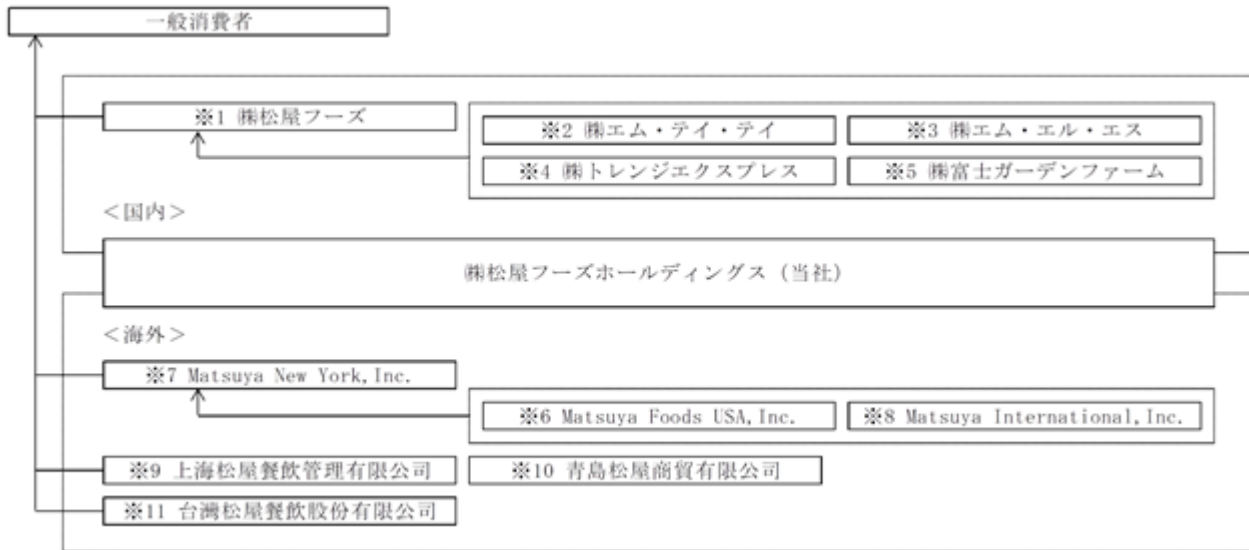 一般消費者
※1 ㈱松屋フーズ
※2 ㈱エム・テイ・テイ
※3 ㈱エム・エル・エス
※4 ㈱トレンジエクスプレス
※5 ㈱富士ガーデンファーム
<国内>
㈱松屋フーズホールディングス（当社）
<海外>
※7 Matsuya New York,Inc.
※6 Matsuya Foods USA,Inc.
※8 Matsuya International,Inc.
※9 上海松屋餐飲管理有限公司
※10 青島松屋商貿有限公司
※11 台灣松屋餐飲股份有限公司